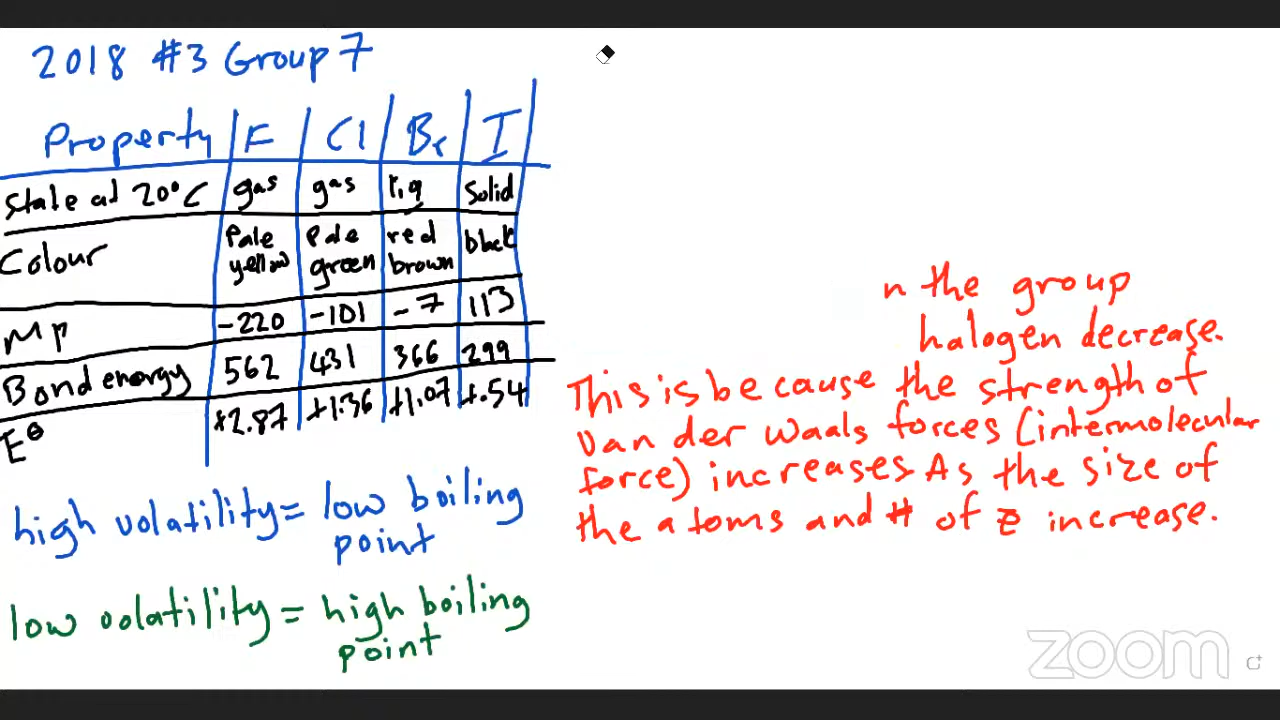 2018 #3 Group 7
Property F Cl Br I
State at 20°C gas gas liq Solid
Colour Pale yellow Pale green red brown black
Mp -220 -101 -7 113
Bond energy 562 431 366 299
E⊖ +2.87 +1.36 +1.07 +.54
high volatility = low boiling
point
low volatility = high boiling
point
n the group
halogen decrease.
This is because the strength of
van der waals forces (intermolecular
force) increases As the size of
the atoms and # of e increase.
zoom